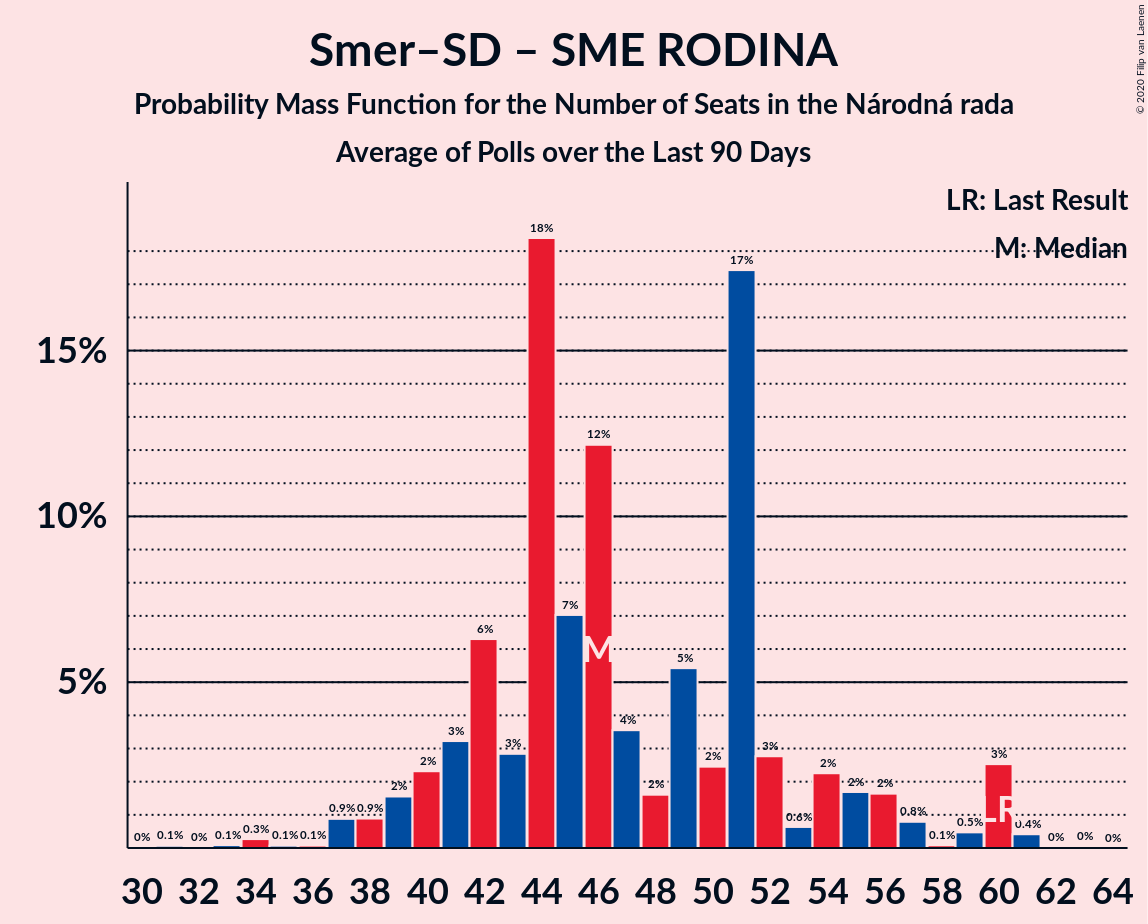 Smer–SD – SME RODINA
Probability Mass Function for the Number of Seats in the Národná rada
Average of Polls over the Last 90 Days
© 2020 Filip van Laenen
LR: Last Result
M: Median
15%
10%
5%
0% 0.1% 0% 0.1% 0.3% 0.1% 0.1% 0.9% 0.9% 2% 2% 3% 6% 3% 18% 7% 12% 4% 2% 5% 2% 17% 3% 0.6% 2% 2% 2% 0.8% 0.1% 0.5% 3% 0.4% 0% 0% 0%
M
LR
30 32 34 36 38 40 42 44 46 48 50 52 54 56 58 60 62 64